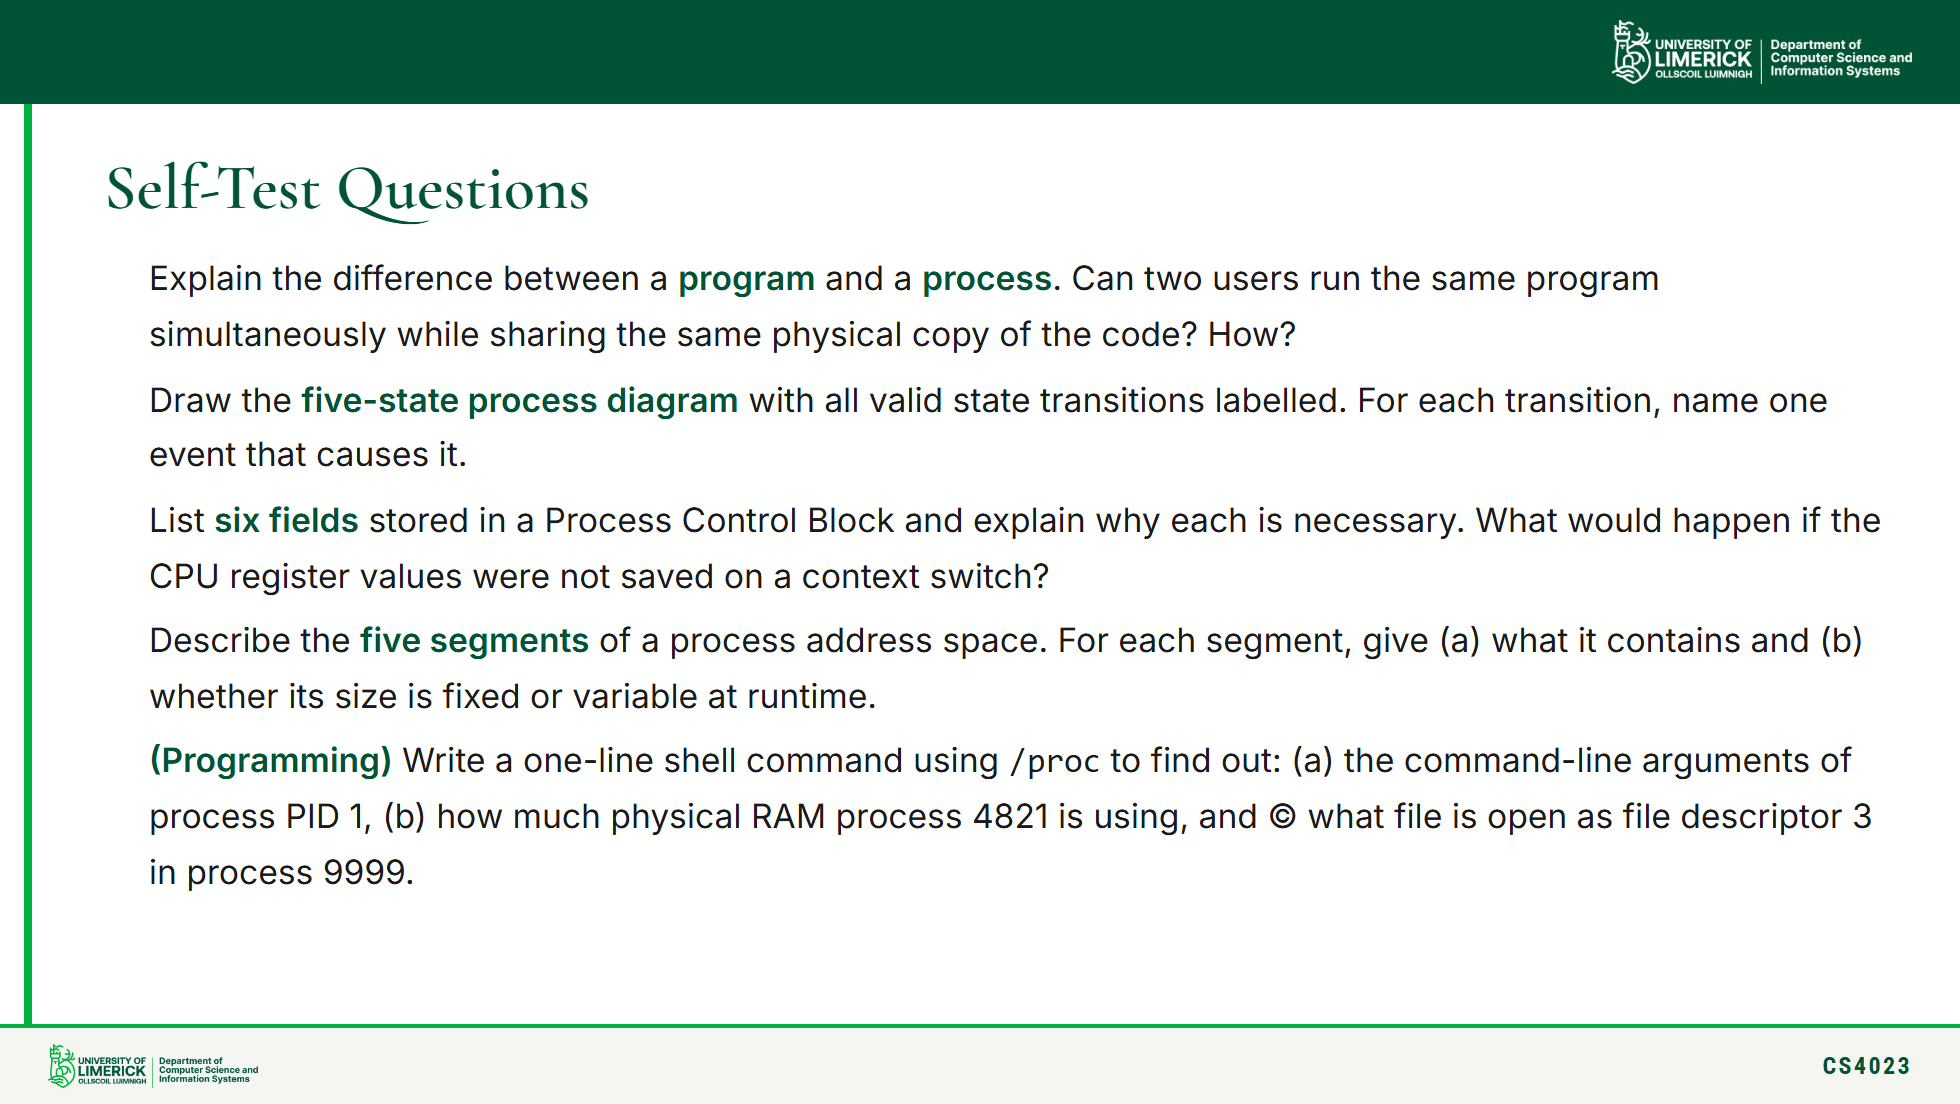 UNIVERSITY OF
LIMERICK
OLLSCOIL LUIMNIGH
Department of
Computer Science and
Information Systems
Self-Test Questions
Explain the difference between a program and a process. Can two users run the same program
simultaneously while sharing the same physical copy of the code? How?
Draw the five-state process diagram with all valid state transitions labelled. For each transition, name one
event that causes it.
List six fields stored in a Process Control Block and explain why each is necessary. What would happen if the
CPU register values were not saved on a context switch?
Describe the five segments of a process address space. For each segment, give (a) what it contains and (b)
whether its size is fixed or variable at runtime.
(Programming) Write a one-line shell command using /proc to find out: (a) the command-line arguments of
process PID 1, (b) how much physical RAM process 4821 is using, and © what file is open as file descriptor 3
in process 9999.
UNIVERSITY OF
LIMERICK
OLLSCOIL LUIMNIGH
Department of
Computer Science and
Information Systems
CS4023